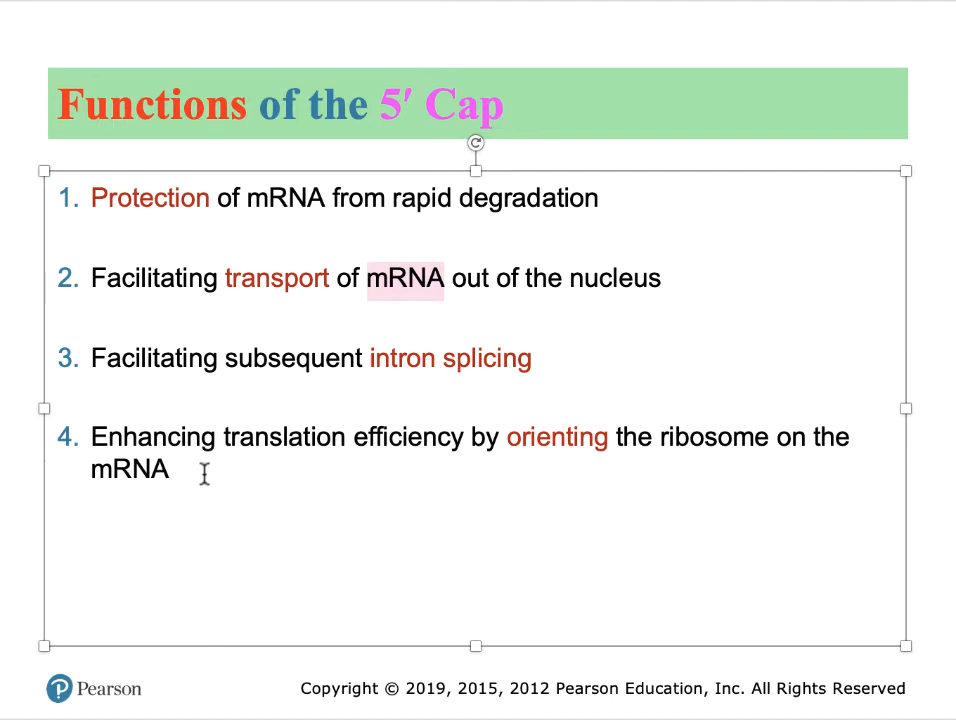 Functions of the 5′ Cap
1. Protection of mRNA from rapid degradation
2. Facilitating transport of mRNA out of the nucleus
3. Facilitating subsequent intron splicing
4. Enhancing translation efficiency by orienting the ribosome on the
mRNA
Pearson
Copyright © 2019, 2015, 2012 Pearson Education, Inc. All Rights Reserved